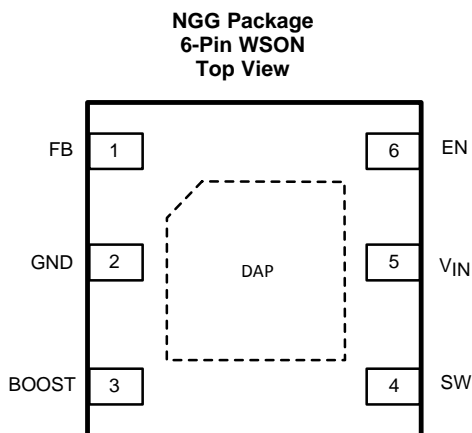 NGG Package
6-Pin WSON
Top View
FB 1 6 EN
GND 2 DAP 5 VIN
BOOST 3 4 SW